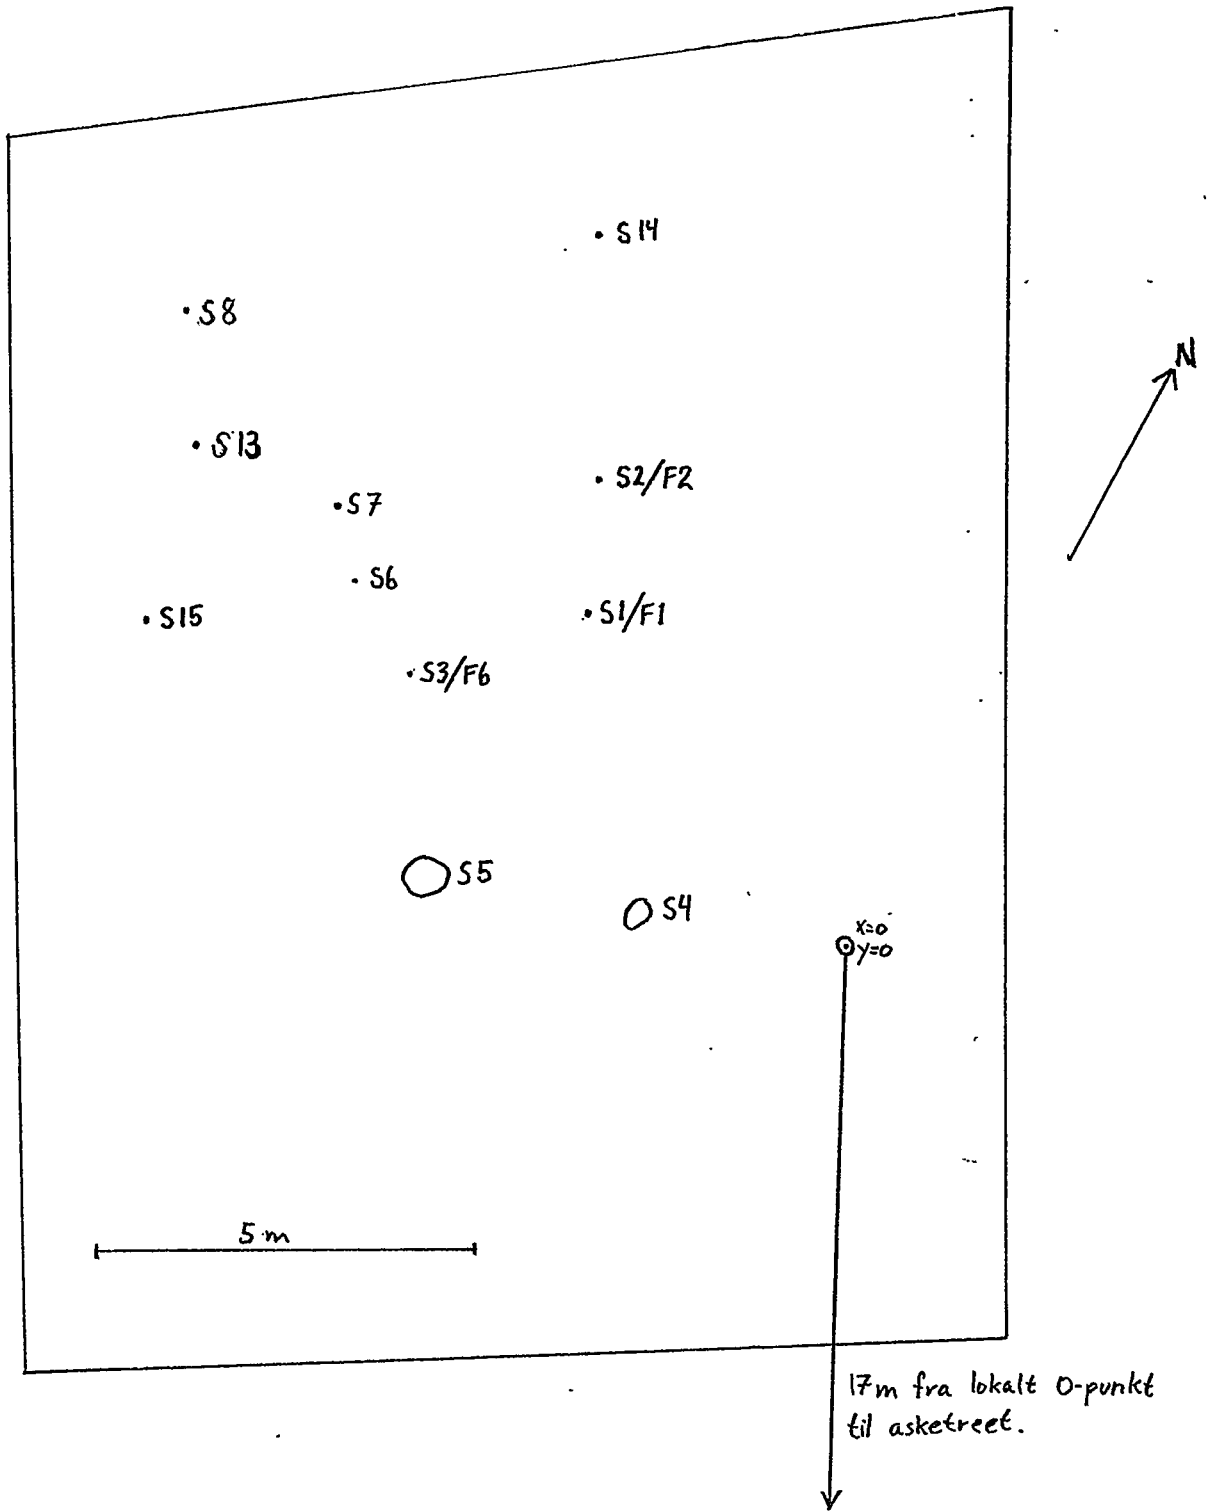 S14
S8
N
S13
S2/F2
S7
S6
S15
S1/F1
S3/F6
S5
S4
x=0
y=0
5 m
17m fra lokalt 0-punkt
til asketreet.